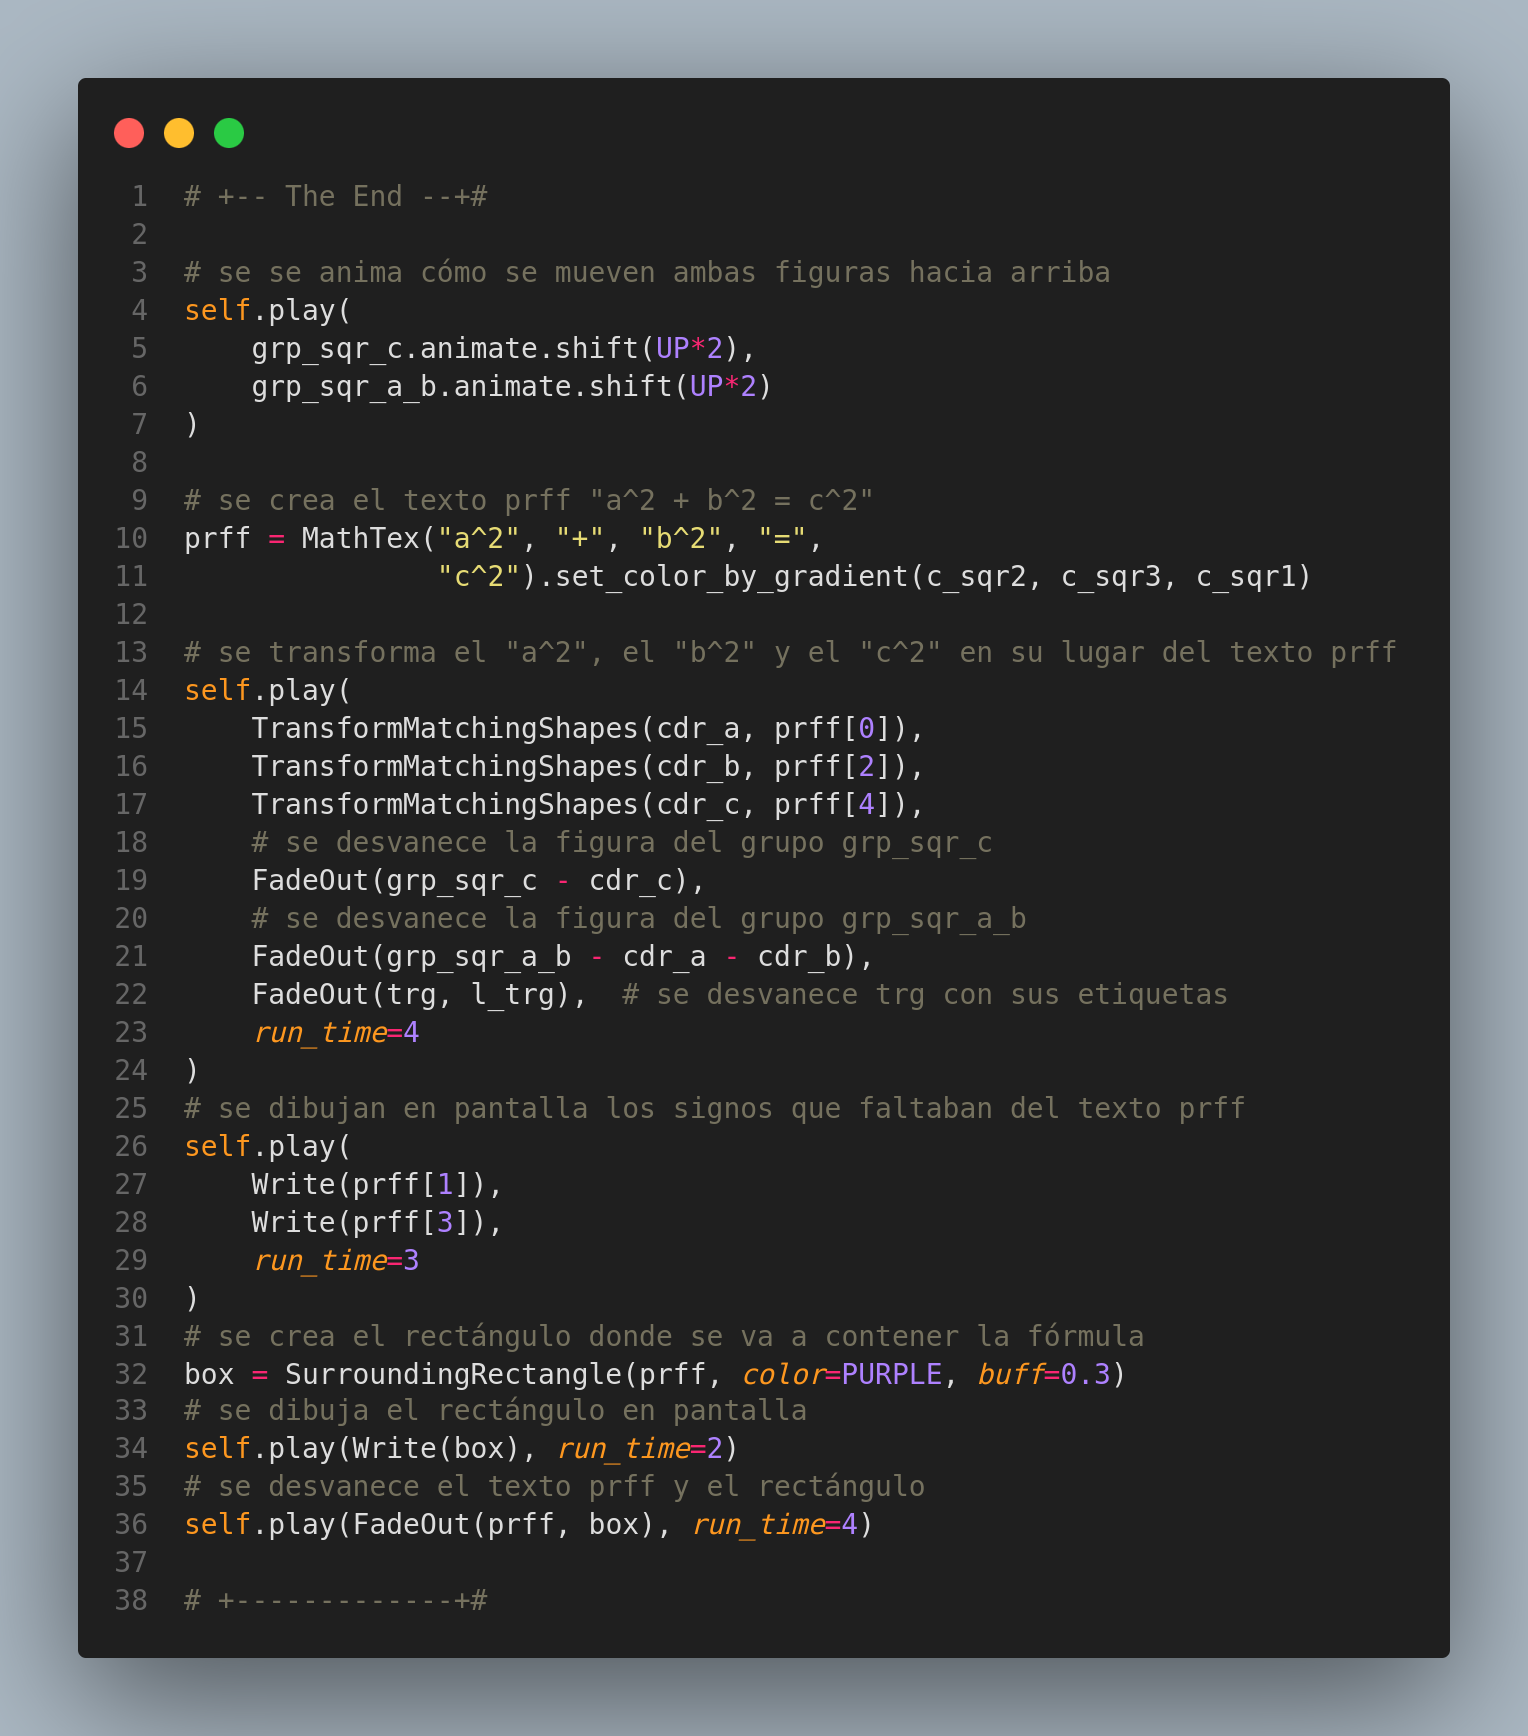 1 # +-- The End --+#
2
3 # se se anima cómo se mueven ambas figuras hacia arriba
4 self.play(
5     grp_sqr_c.animate.shift(UP*2),
6     grp_sqr_a_b.animate.shift(UP*2)
7 )
8
9 # se crea el texto prff "a^2 + b^2 = c^2"
10 prff = MathTex("a^2", "+", "b^2", "=",
11                "c^2").set_color_by_gradient(c_sqr2, c_sqr3, c_sqr1)
12
13 # se transforma el "a^2", el "b^2" y el "c^2" en su lugar del texto prff
14 self.play(
15     TransformMatchingShapes(cdr_a, prff[0]),
16     TransformMatchingShapes(cdr_b, prff[2]),
17     TransformMatchingShapes(cdr_c, prff[4]),
18     # se desvanece la figura del grupo grp_sqr_c
19     FadeOut(grp_sqr_c - cdr_c),
20     # se desvanece la figura del grupo grp_sqr_a_b
21     FadeOut(grp_sqr_a_b - cdr_a - cdr_b),
22     FadeOut(trg, l_trg),  # se desvanece trg con sus etiquetas
23     run_time=4
24 )
25 # se dibujan en pantalla los signos que faltaban del texto prff
26 self.play(
27     Write(prff[1]),
28     Write(prff[3]),
29     run_time=3
30 )
31 # se crea el rectángulo donde se va a contener la fórmula
32 box = SurroundingRectangle(prff, color=PURPLE, buff=0.3)
33 # se dibuja el rectángulo en pantalla
34 self.play(Write(box), run_time=2)
35 # se desvanece el texto prff y el rectángulo
36 self.play(FadeOut(prff, box), run_time=4)
37
38 # +-------------+#